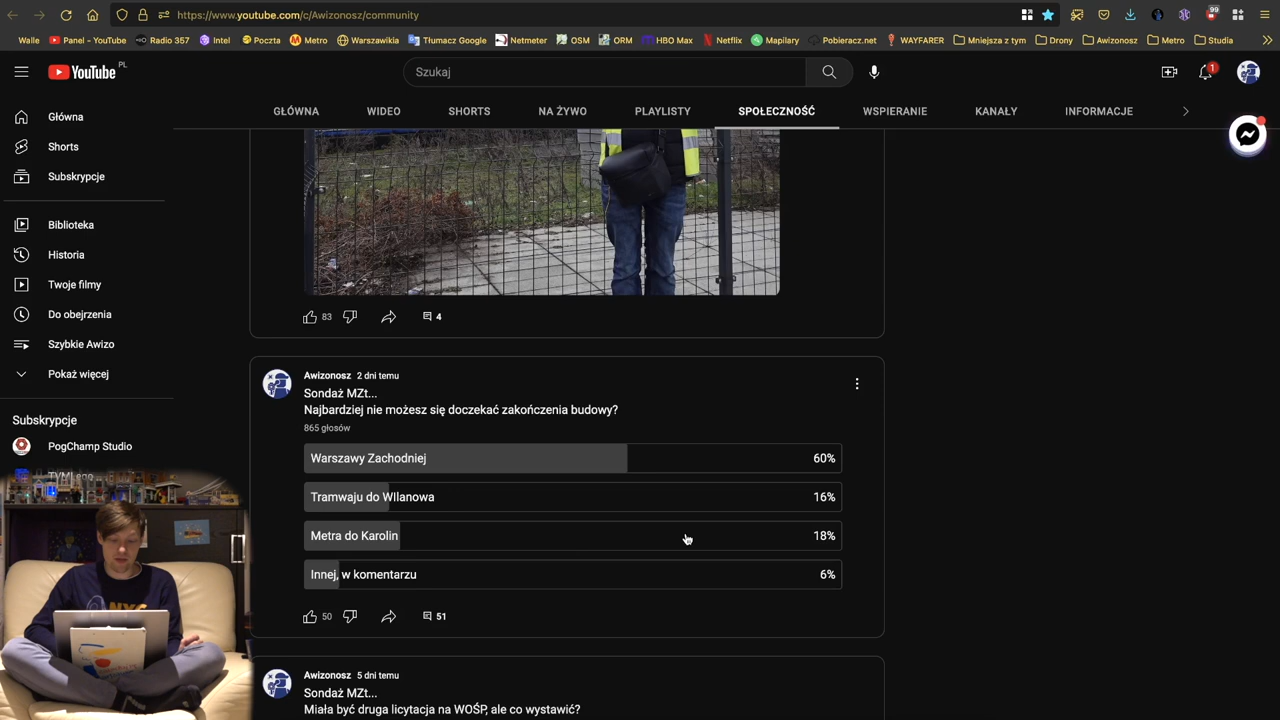 https://www.youtube.com/c/Awizonosz/community
99
Walle
Panel - YouTube
Radio 357
Intel
Poczta
Metro
Warszawikia
Tłumacz Google
Netmeter
OSM
ORM
HBO Max
Netflix
Mapilary
Pobieracz.net
WAYFARER
Mniejsza z tym
Drony
Awizonosz
Metro
Studia
YouTube PL
Szukaj
1
GŁÓWNA
WIDEO
SHORTS
NA ŻYWO
PLAYLISTY
SPOŁECZNOŚĆ
WSPIERANIE
KANAŁY
INFORMACJE
Główna
Shorts
Subskrypcje
Biblioteka
Historia
Twoje filmy
Do obejrzenia
Szybkie Awizo
Pokaż więcej
Subskrypcje
PogChamp Studio
83
4
Awizonosz 2 dni temu
Sondaż MZt...
Najbardziej nie możesz się doczekać zakończenia budowy?
865 głosów
Warszawy Zachodniej 60%
Tramwaju do WIlanowa 16%
Metra do Karolin 18%
Innej, w komentarzu 6%
50
51
Awizonosz 5 dni temu
Sondaż MZt...
Miała być druga licytacja na WOŚP, ale co wystawić?